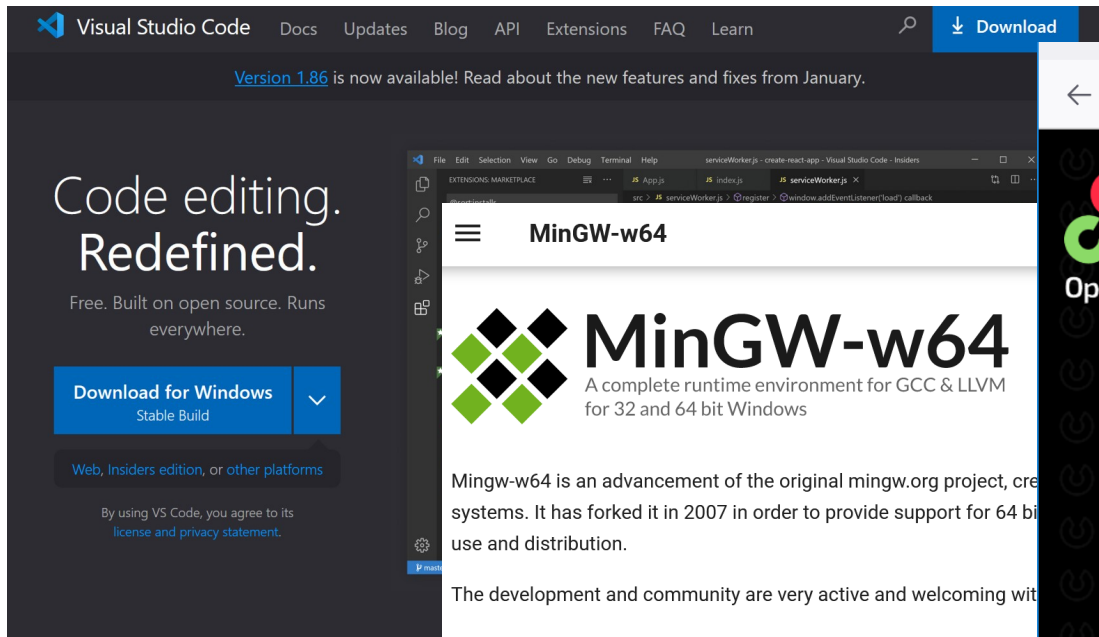 Visual Studio Code Docs Updates Blog API Extensions FAQ Learn Download
Version 1.86 is now available! Read about the new features and fixes from January.
Code editing.
Redefined.
Free. Built on open source. Runs
everywhere.
Download for Windows
Stable Build
Web, Insiders edition, or other platforms
By using VS Code, you agree to its
license and privacy statement.
File Edit Selection View Go Debug Terminal Help serviceWorker.js - create-react-app - Visual Studio Code - Insiders
EXTENSIONS: MARKETPLACE JS App.js JS index.js JS serviceWorker.js
src > JS serviceWorker.js > register > window.addEventListener('load') callback
MinGW-w64
MinGW-w64
A complete runtime environment for GCC & LLVM
for 32 and 64 bit Windows
Mingw-w64 is an advancement of the original mingw.org project, cre
systems. It has forked it in 2007 in order to provide support for 64 bi
use and distribution.
The development and community are very active and welcoming wit
Op